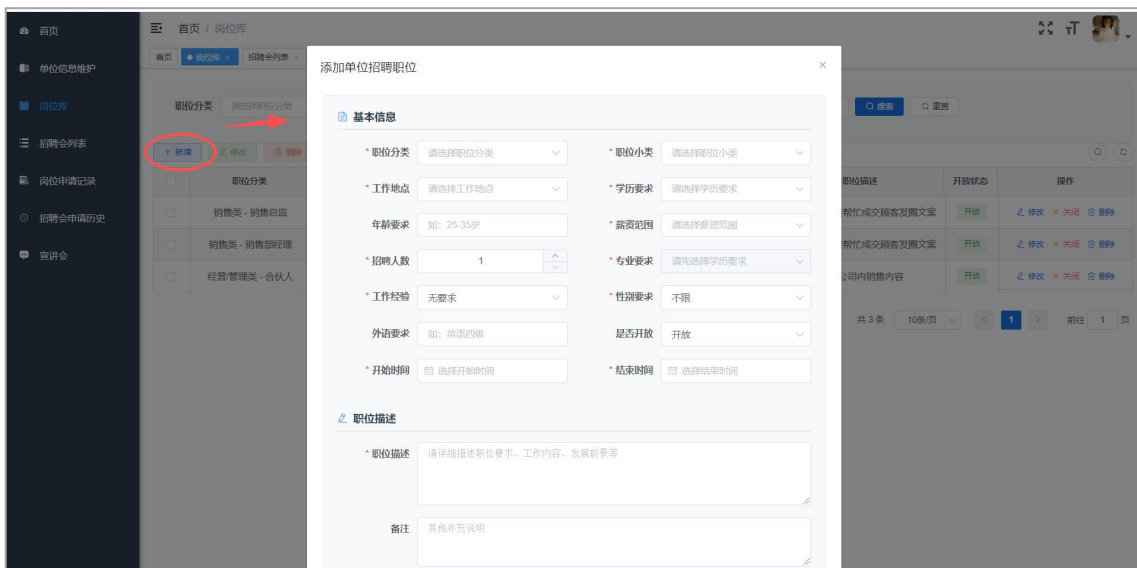 首页
首页 / 岗位库
首页 岗位库 招聘会列表
单位信息维护
岗位库
招聘会列表
岗位申请记录
招聘会申请历史
宣讲会
职位分类 请选择职位分类
搜索 重置
+ 新增 修改 删除
职位分类 职位描述 开放状态 操作
销售类 - 销售总监 帮忙成交顾客发圈文案 开放 修改 × 关闭 删除
销售类 - 销售部经理 帮忙成交顾客发圈文案 开放 修改 × 关闭 删除
经营/管理类 - 合伙人 公司内销售内容 开放 修改 × 关闭 删除
共 3 条 10条/页 < 1 > 前往 1 页
添加单位招聘职位 ×
基本信息
* 职位分类 请选择职位分类 * 职位小类 请选择职位小类
* 工作地点 请选择工作地点 * 学历要求 请选择学历要求
年龄要求 如：25-35岁 * 薪资范围 请选择薪资范围
* 招聘人数 1 * 专业要求 请先选择学历要求
* 工作经验 无要求 * 性别要求 不限
外语要求 如：英语四级 是否开放 开放
* 开始时间 选择开始时间 * 结束时间 选择结束时间
职位描述
* 职位描述 请详细描述职位要求、工作内容、发展前景等
备注 其他补充说明